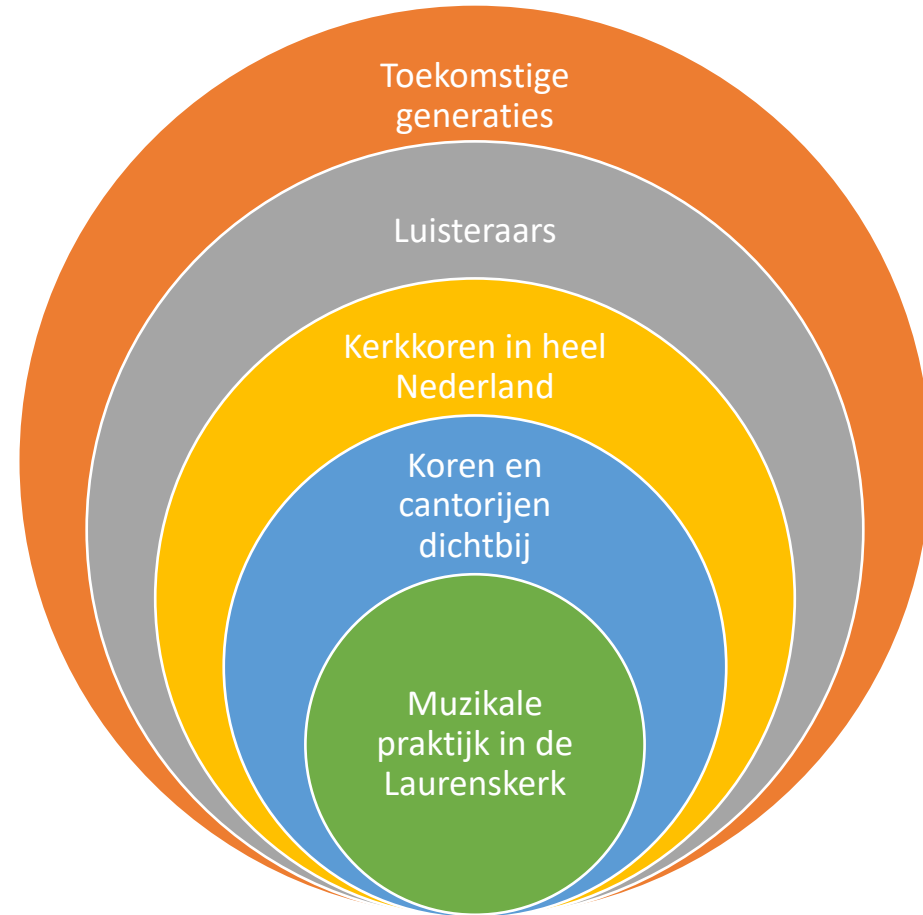 Toekomstige
generaties
Luisteraars
Kerkkoren in heel
Nederland
Koren en
cantorijen
dichtbij
Muzikale
praktijk in de
Laurenskerk